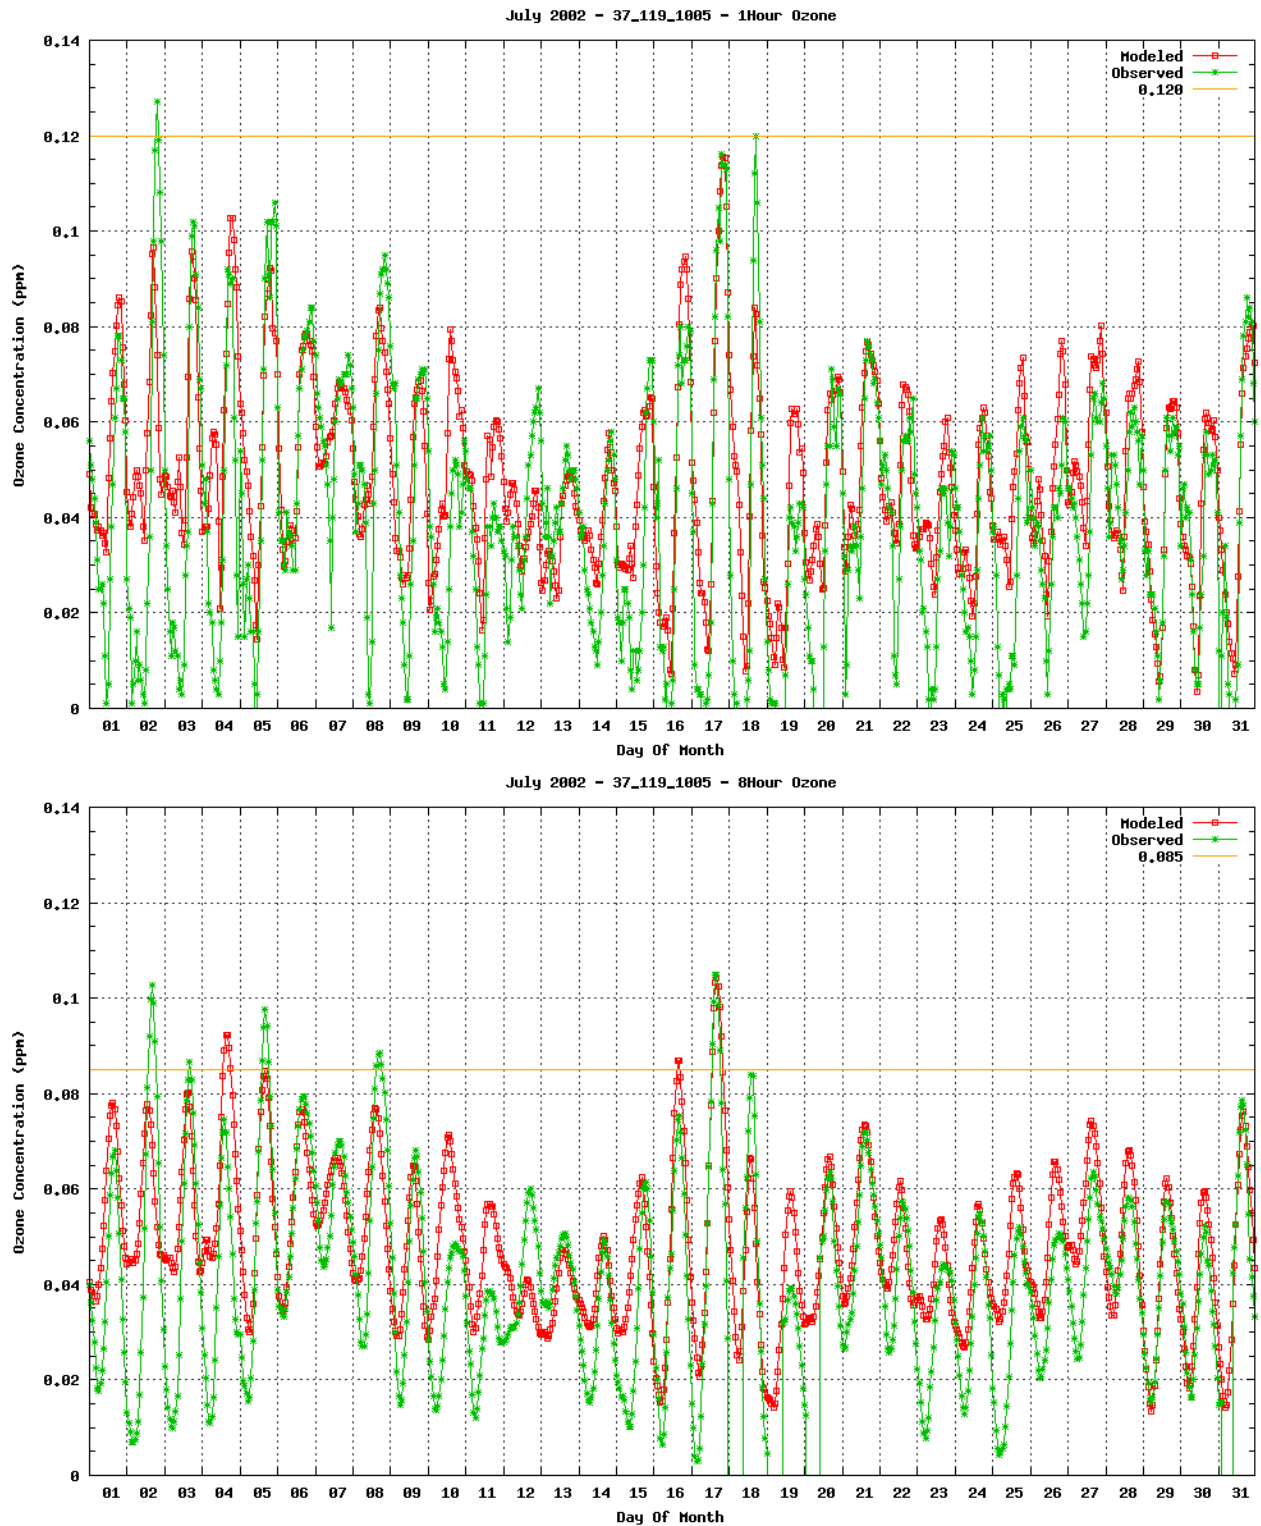 July 2002 - 37_119_1005 - 1Hour Ozone
0.14
Modeled
Observed
0.120
0.12
0.1
0.08
Ozone Concentration (ppm)
0.06
0.04
0.02
0
01 02 03 04 05 06 07 08 09 10 11 12 13 14 15 16 17 18 19 20 21 22 23 24 25 26 27 28 29 30 31
Day Of Month
July 2002 - 37_119_1005 - 8Hour Ozone
0.14
Modeled
Observed
0.085
0.12
0.1
0.08
Ozone Concentration (ppm)
0.06
0.04
0.02
0
01 02 03 04 05 06 07 08 09 10 11 12 13 14 15 16 17 18 19 20 21 22 23 24 25 26 27 28 29 30 31
Day Of Month